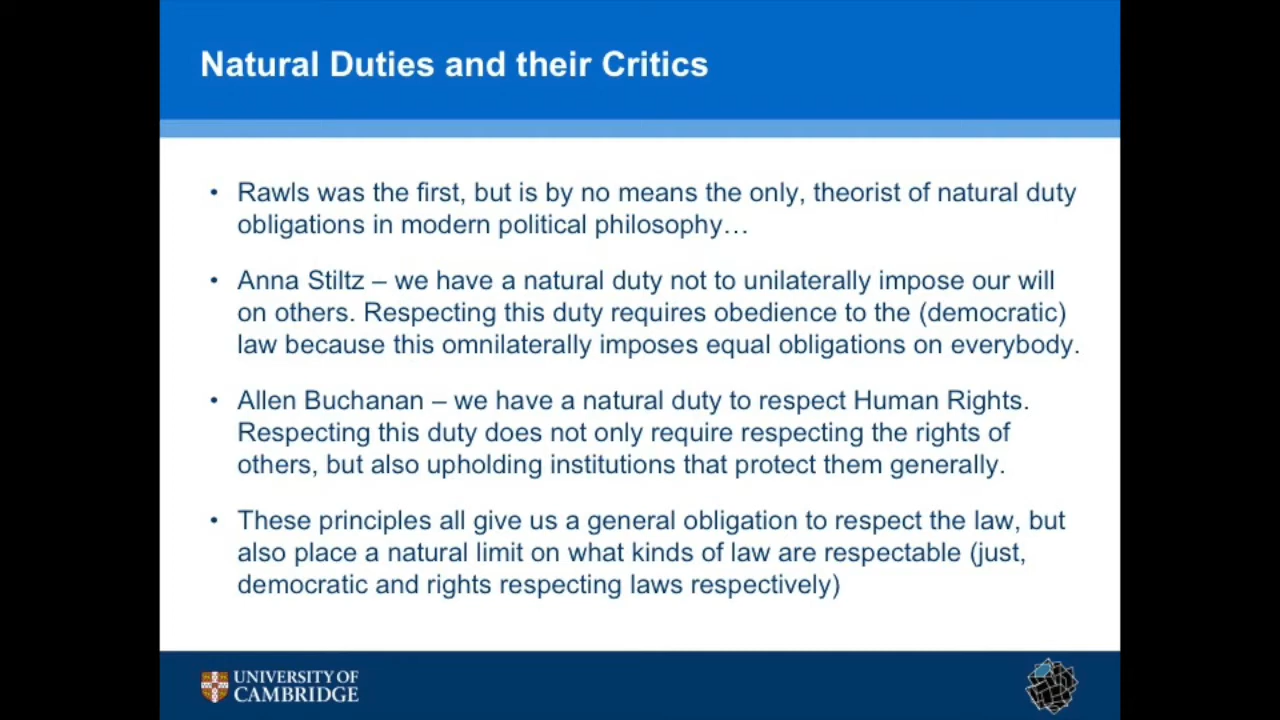 Natural Duties and their Critics
• Rawls was the first, but is by no means the only, theorist of natural duty
obligations in modern political philosophy…
• Anna Stiltz – we have a natural duty not to unilaterally impose our will
on others. Respecting this duty requires obedience to the (democratic)
law because this omnilaterally imposes equal obligations on everybody.
• Allen Buchanan – we have a natural duty to respect Human Rights.
Respecting this duty does not only require respecting the rights of
others, but also upholding institutions that protect them generally.
• These principles all give us a general obligation to respect the law, but
also place a natural limit on what kinds of law are respectable (just,
democratic and rights respecting laws respectively)
UNIVERSITY OF
CAMBRIDGE